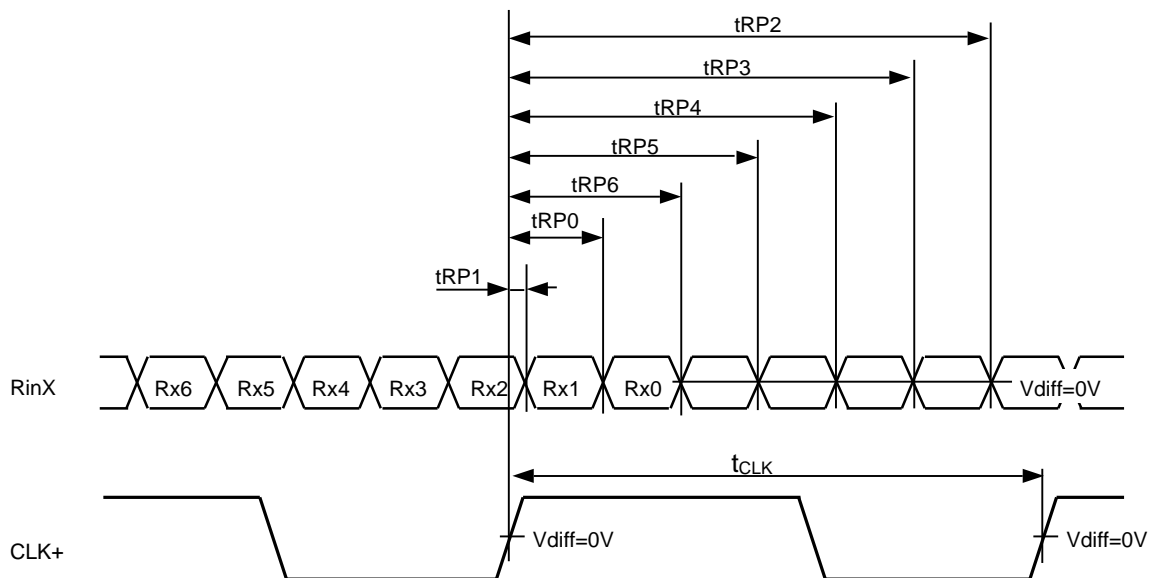 tRP2
tRP3
tRP4
tRP5
tRP6
tRP0
tRP1
RinX Rx6 Rx5 Rx4 Rx3 Rx2 Rx1 Rx0 Vdiff=0V
tCLK
CLK+ Vdiff=0V Vdiff=0V